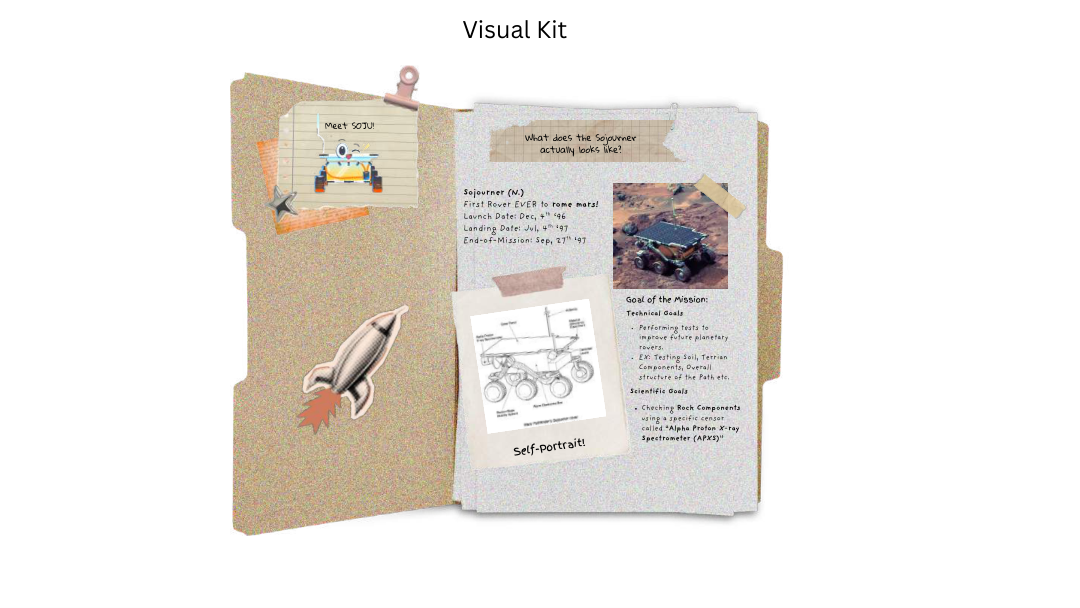 Visual Kit
Meet SOJU!
What does the Sojourner
actually looks like?
Sojourner (N.)
First Rover EVER to rome mars!
Launch Date: Dec, 4th '96
Landing Date: Jul, 4th '97
End-of-Mission: Sep, 27th '97
Self-Portrait!
Goal of the Mission:
Technical Goals
• Performing tests to
improve future planetary
rovers.
• EX: Testing Soil, Terrian
Components, Overall
structure of the Path etc.
Scientific Goals
• Checking Rock Components
using a specific censor
called "Alpha Proton X-ray
Spectrometer (APXS)"